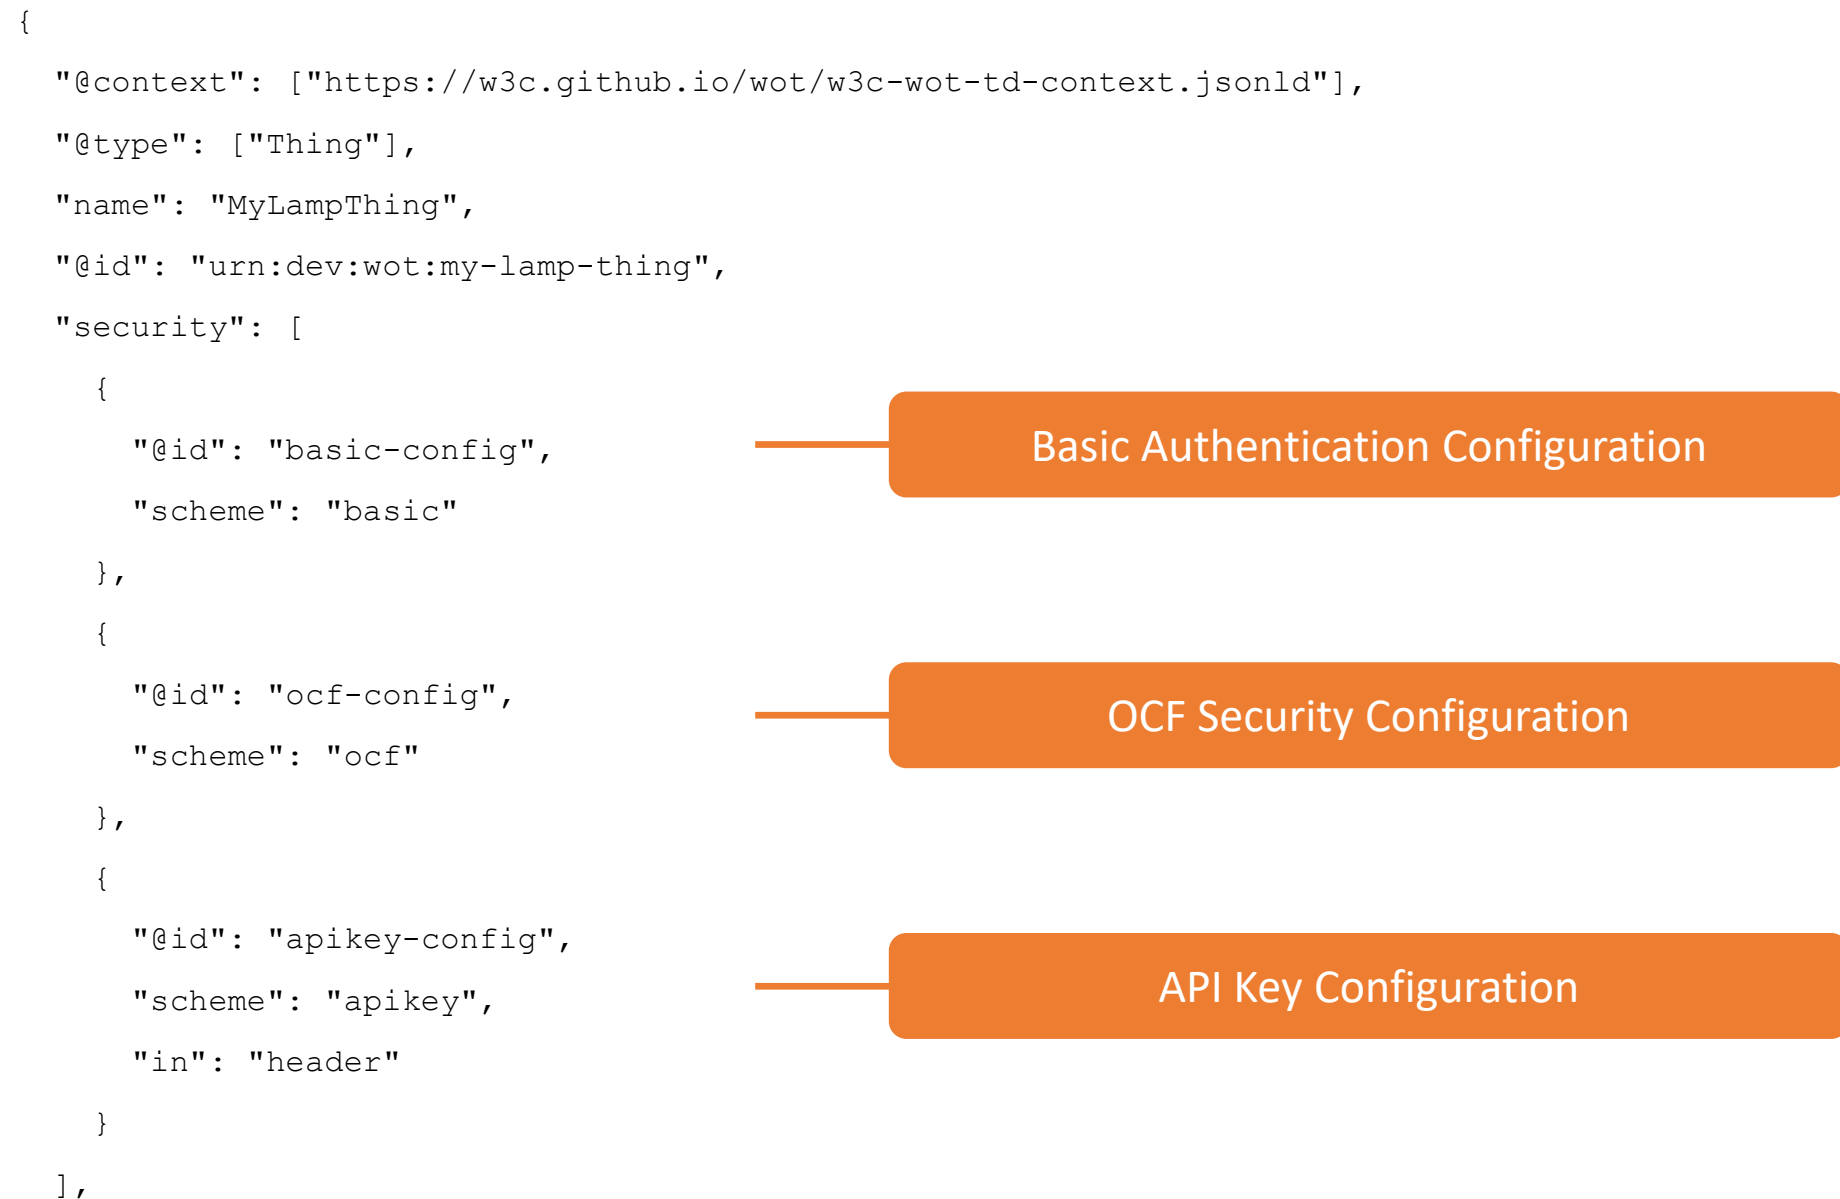 {
"@context": ["https://w3c.github.io/wot/w3c-wot-td-context.jsonld"],
"@type": ["Thing"],
"name": "MyLampThing",
"@id": "urn:dev:wot:my-lamp-thing",
"security": [
{
"@id": "basic-config",
Basic Authentication Configuration
"scheme": "basic"
},
{
"@id": "ocf-config",
OCF Security Configuration
"scheme": "ocf"
},
{
"@id": "apikey-config",
API Key Configuration
"scheme": "apikey",
"in": "header"
}
],